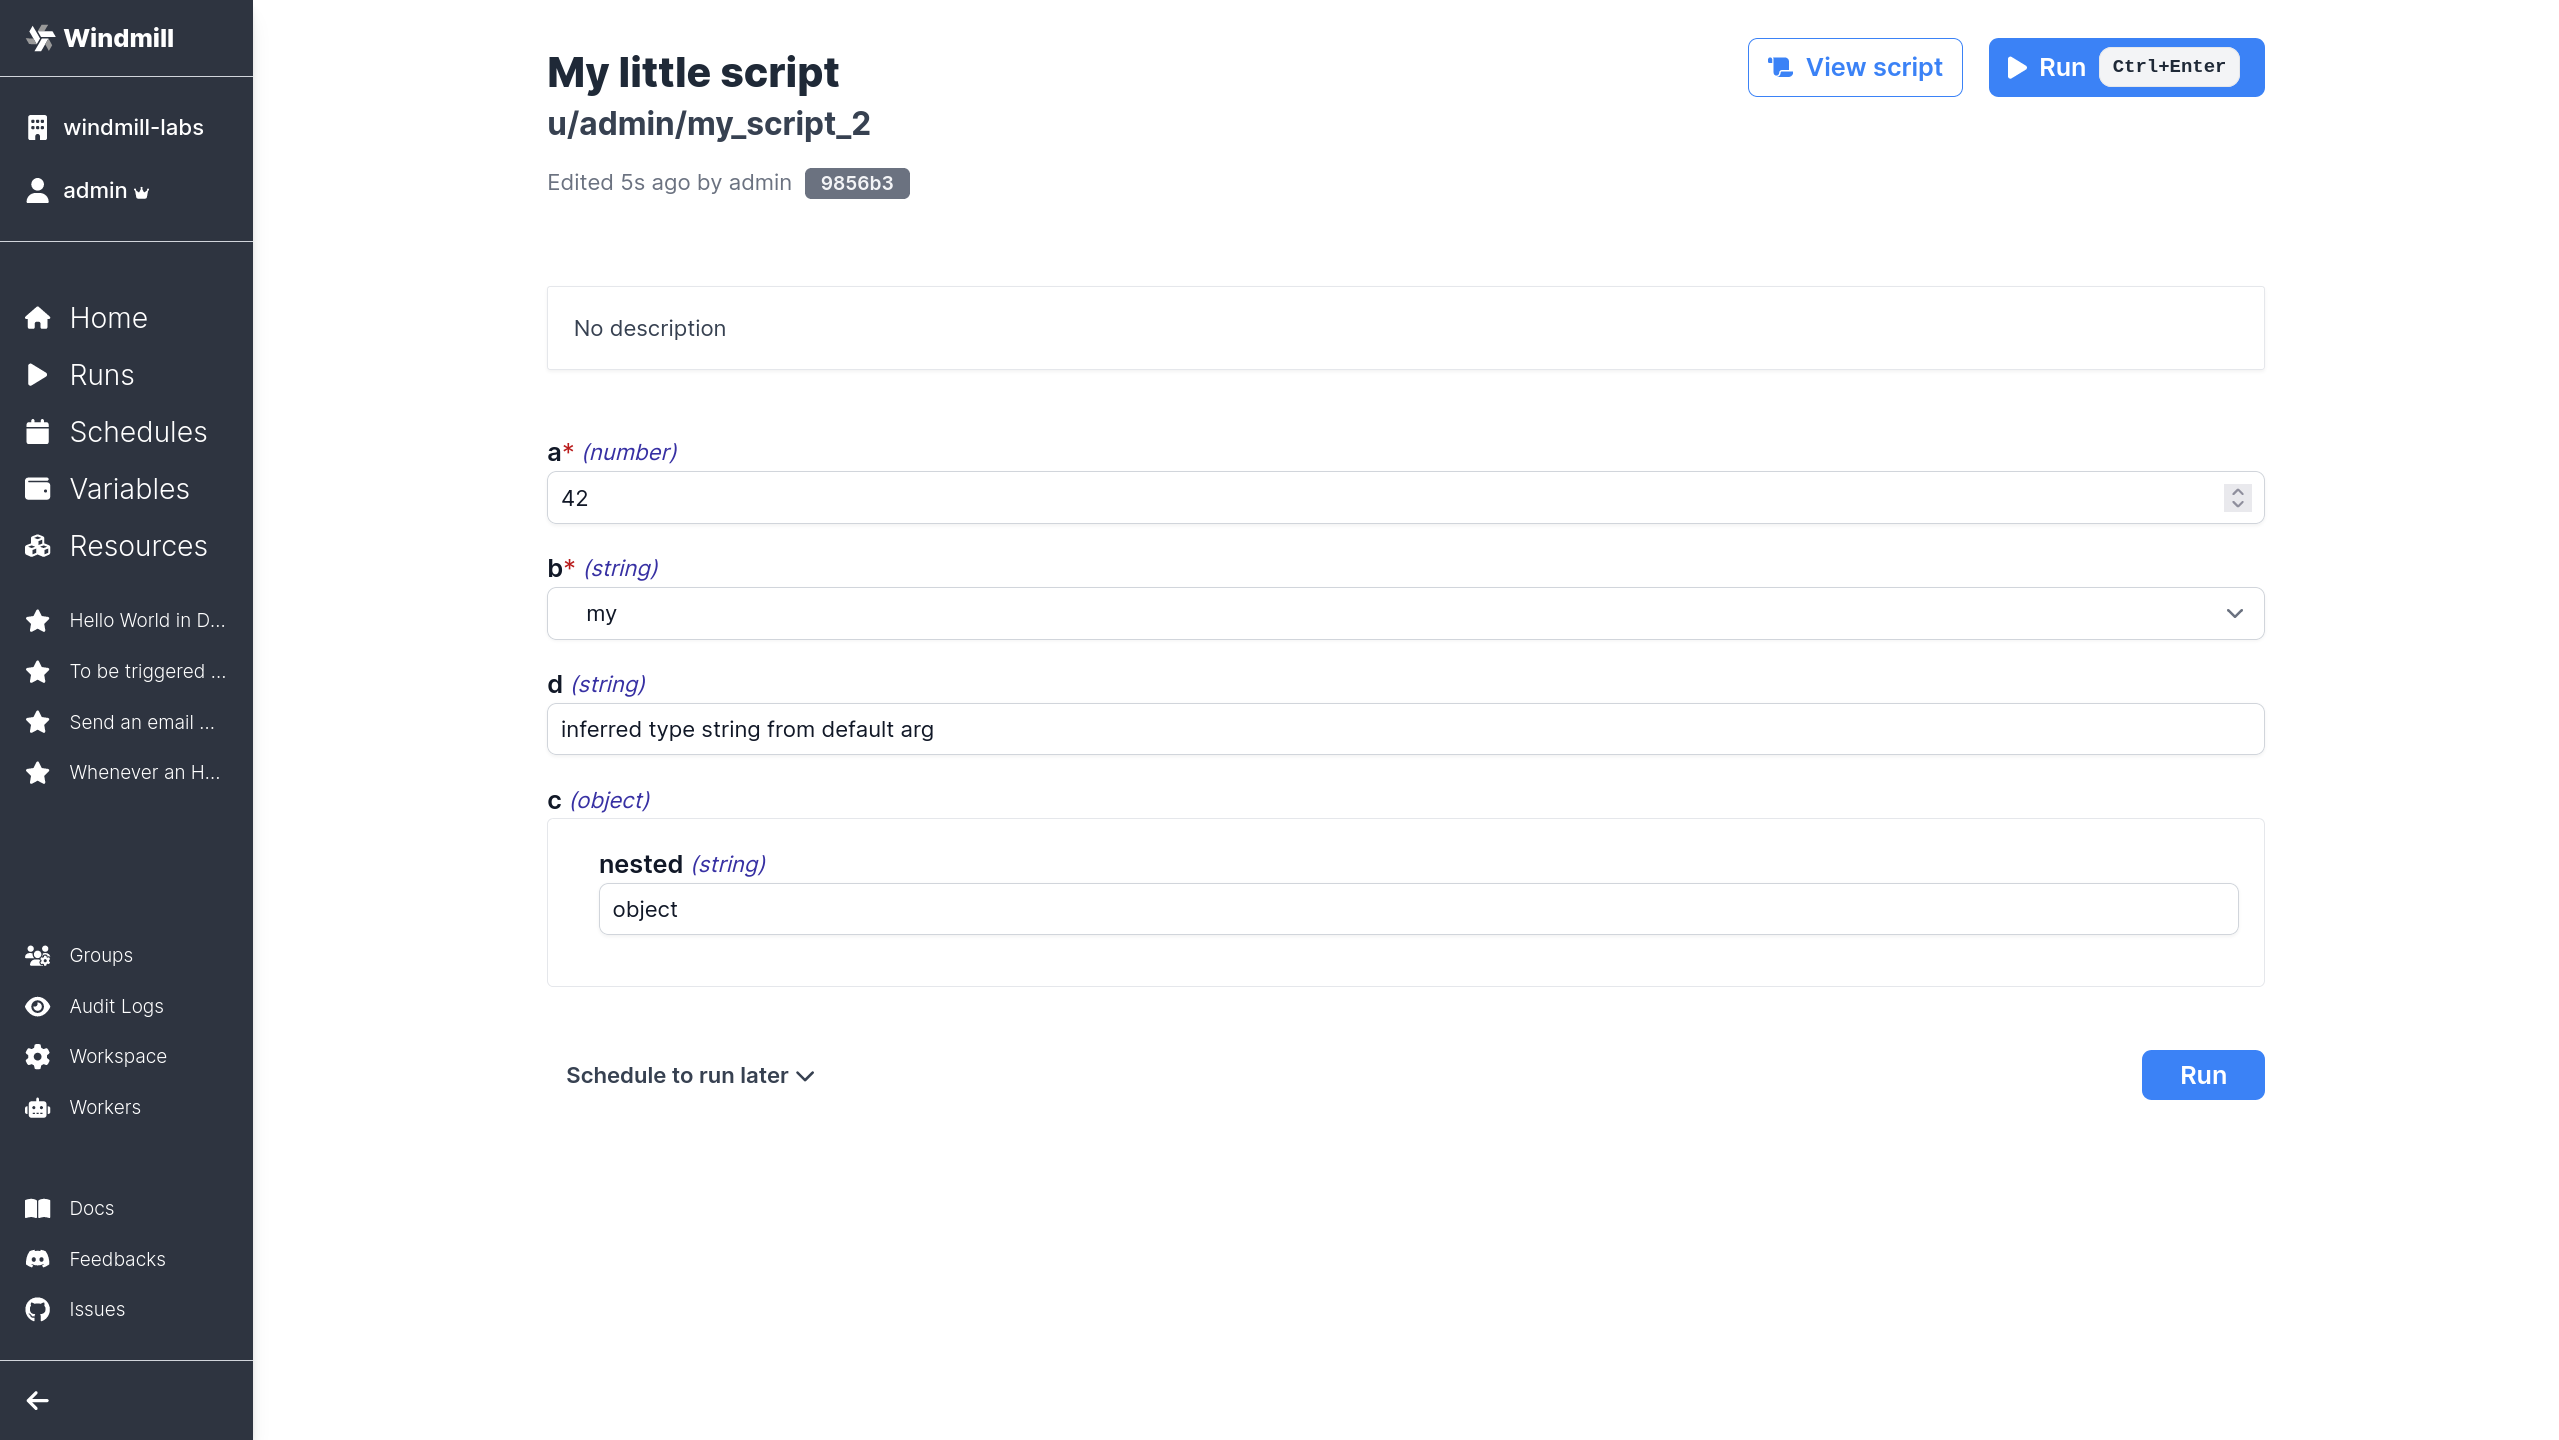 Windmill
windmill-labs
admin
Home
Runs
Schedules
Variables
Resources
Hello World in D...
To be triggered ...
Send an email ...
Whenever an H...
Groups
Audit Logs
Workspace
Workers
Docs
Feedbacks
Issues
My little script
View script
Run Ctrl+Enter
u/admin/my_script_2
Edited 5s ago by admin 9856b3
No description
a* (number)
42
b* (string)
my
d (string)
inferred type string from default arg
c (object)
nested (string)
object
Schedule to run later
Run